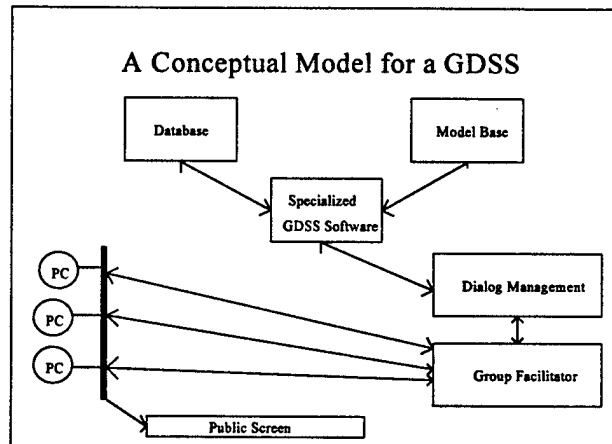 A Conceptual Model for a GDSS
Database
Model Base
Specialized
GDSS Software
PC
Dialog Management
PC
PC
Group Facilitator
Public Screen